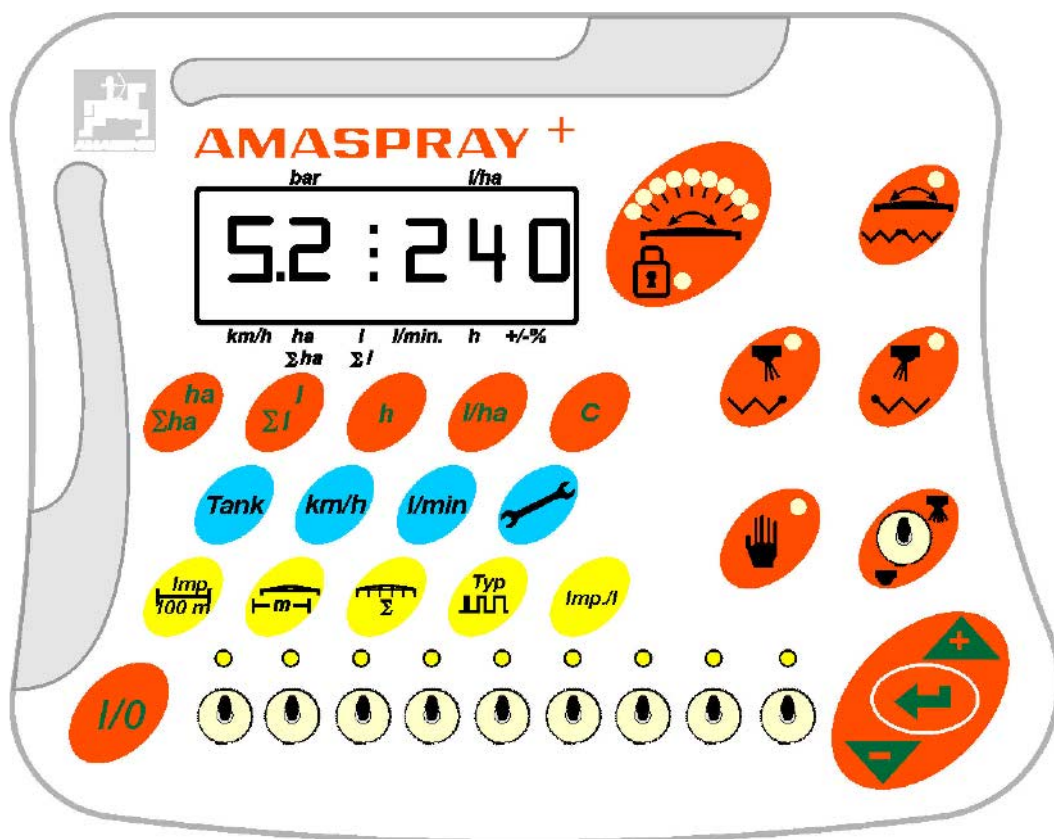 AMAZONE
AMASPRAY +
bar l/ha
5.2 : 240
km/h ha l l/min. h +/-%
Σha Σl
ha l h l/ha C
Σha Σl
Tank km/h l/min
Imp. m Typ Imp./l
100 m Σ
I/0
+
-